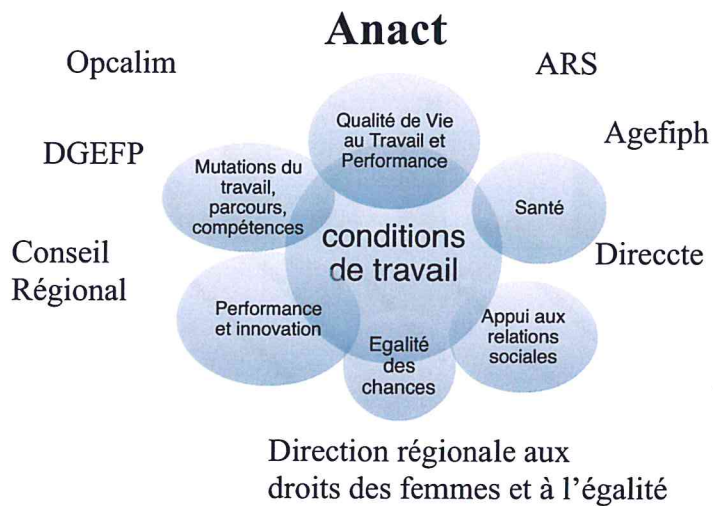 Anact
Opcalim
ARS
Qualité de Vie
au Travail et
Performance
Agefiph
DGEFP
Mutations du
travail,
parcours,
compétences
Santé
conditions
de travail
Conseil
Régional
Direccte
Performance
et innovation
Appui aux
relations
sociales
Egalité
des
chances
Direction régionale aux
droits des femmes et à l'égalité